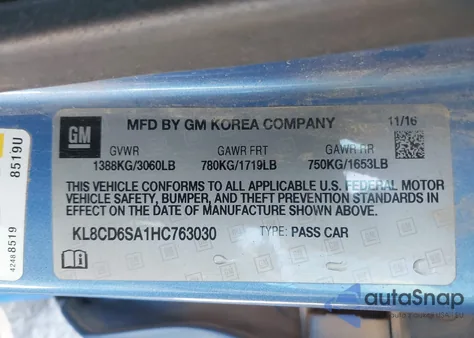 GM
MFD BY GM KOREA COMPANY
11/16
GVWR GAWR FRT GAWR RR
1388KG/3060LB 780KG/1719LB 750KG/1653LB
THIS VEHICLE CONFORMS TO ALL APPLICABLE U.S. FEDERAL MOTOR
VEHICLE SAFETY, BUMPER, AND THEFT PREVENTION STANDARDS IN
EFFECT ON THE DATE OF MANUFACTURE SHOWN ABOVE.
KL8CD6SA1HC763030 TYPE: PASS CAR
8519U
4248 8519
autoSnap